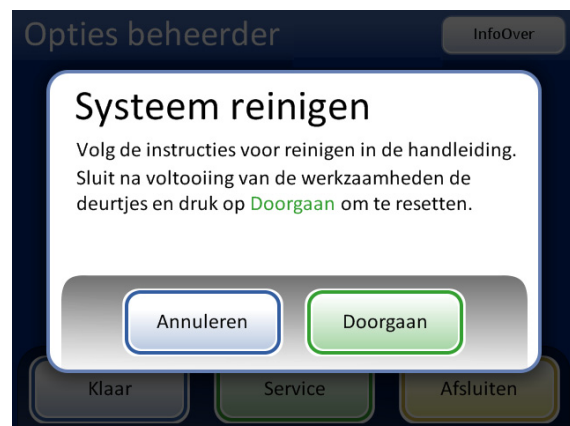 Opties beheerder
InfoOver
Systeem reinigen
Volg de instructies voor reinigen in de handleiding.
Sluit na voltooiing van de werkzaamheden de
deurtjes en druk op Doorgaan om te resetten.
Annuleren
Doorgaan
Klaar
Service
Afsluiten